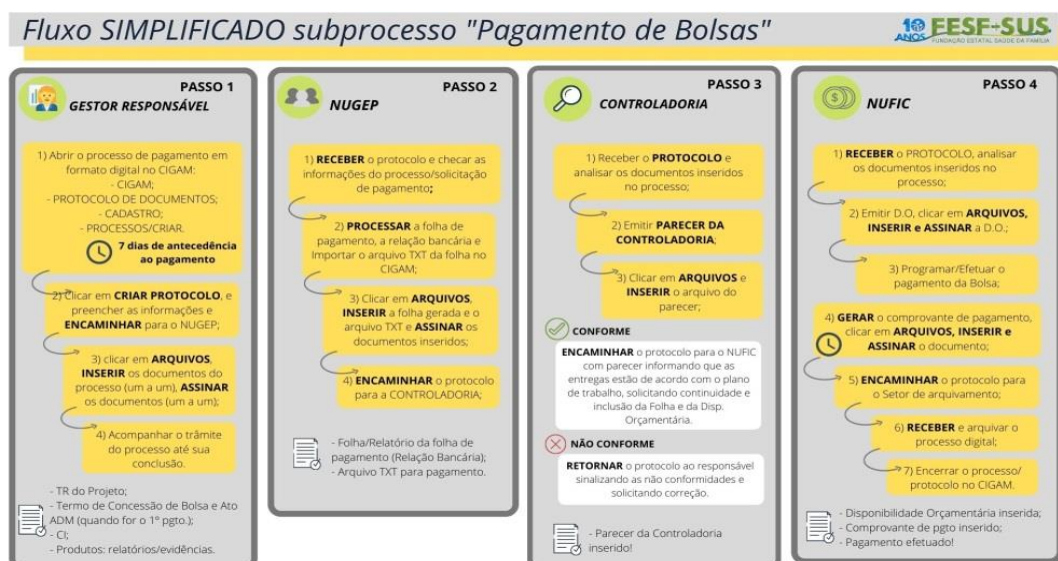 Fluxo SIMPLIFICADO subprocesso "Pagamento de Bolsas"
10 ANOS FESF-SUS
FUNDAÇÃO ESTATAL SAÚDE DA FAMÍLIA
PASSO 1
GESTOR RESPONSÁVEL
1) Abrir o processo de pagamento em
formato digital no CIGAM:
- CIGAM;
- PROTOCOLO DE DOCUMENTOS;
- CADASTRO;
- PROCESSOS/CRIAR.
7 dias de antecedência
ao pagamento
2) Clicar em CRIAR PROTOCOLO, e
preencher as informações e
ENCAMINHAR para o NUGEP;
3) clicar em ARQUIVOS,
INSERIR os documentos do
processo (um a um), ASSINAR
os documentos (um a um);
4) Acompanhar o trâmite
do processo até sua
conclusão.
- TR do Projeto;
- Termo de Concessão de Bolsa e Ato
ADM (quando for o 1º pgto.);
- CI;
- Produtos: relatórios/evidências.
PASSO 2
NUGEP
1) RECEBER o protocolo e checar as
informações do processo/solicitação
de pagamento;
2) PROCESSAR a folha de
pagamento, a relação bancária e
Importar o arquivo TXT da folha no
CIGAM;
3) Clicar em ARQUIVOS,
INSERIR a folha gerada e o
arquivo TXT e ASSINAR os
documentos inseridos;
4) ENCAMINHAR o protocolo
para a CONTROLADORIA;
- Folha/Relatório da folha de
pagamento (Relação Bancária);
- Arquivo TXT para pagamento.
PASSO 3
CONTROLADORIA
1) Receber o PROTOCOLO e
analisar os documentos inseridos
no processo;
2) Emitir PARECER DA
CONTROLADORIA;
3) Clicar em ARQUIVOS e
INSERIR o arquivo do
parecer;
CONFORME
ENCAMINHAR o protocolo para o NUFIC
com parecer informando que as
entregas estão de acordo com o plano
de trabalho, solicitando continuidade e
inclusão da Folha e da Disp.
Orçamentária.
NÃO CONFORME
RETORNAR o protocolo ao responsável
sinalizando as não conformidades e
solicitando correção.
- Parecer da Controladoria
inserido!
PASSO 4
NUFIC
1) RECEBER o PROTOCOLO, analisar
os documentos inseridos no
processo;
2) Emitir D.O, clicar em ARQUIVOS,
INSERIR e ASSINAR a D.O.;
3) Programar/Efetuar o
pagamento da Bolsa;
4) GERAR o comprovante de pagamento,
clicar em ARQUIVOS, INSERIR e
ASSINAR o documento;
5) ENCAMINHAR o protocolo para
o Setor de arquivamento;
6) RECEBER e arquivar o
processo digital;
7) Encerrar o processo/
protocolo no CIGAM.
- Disponibilidade Orçamentária inserida;
- Comprovante de pgto inserido;
- Pagamento efetuado!